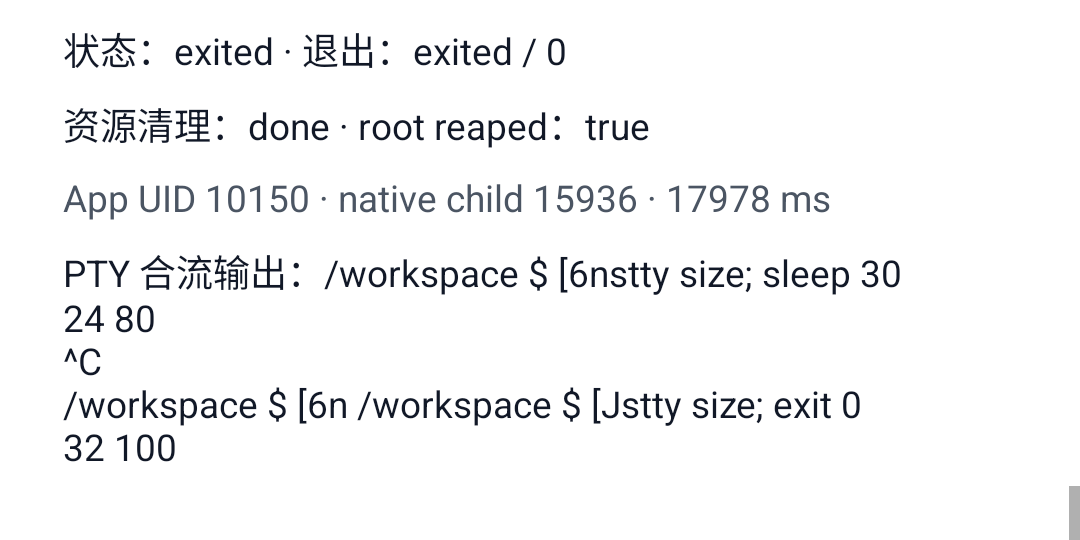 状态：exited · 退出：exited / 0
资源清理：done · root reaped：true
App UID 10150 · native child 15936 · 17978 ms
PTY 合流输出：/workspace $ [6nstty size; sleep 30
24 80
^C
/workspace $ [6n /workspace $ [Jstty size; exit 0
32 100